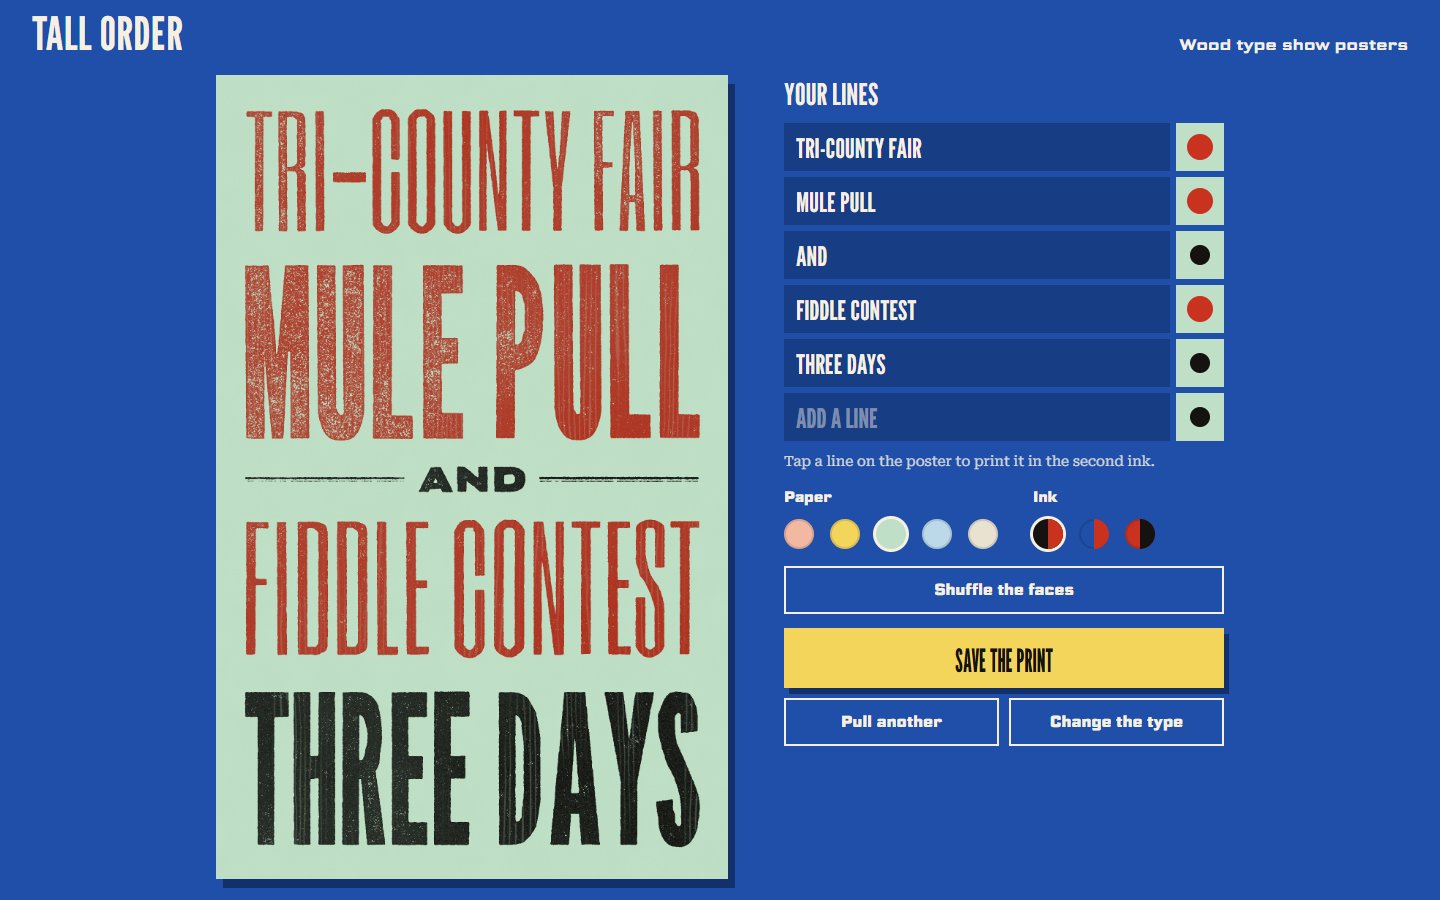 TALL ORDER
Wood type show posters
TRI-COUNTY FAIR
MULE PULL
AND
FIDDLE CONTEST
THREE DAYS
YOUR LINES
TRI-COUNTY FAIR
MULE PULL
AND
FIDDLE CONTEST
THREE DAYS
ADD A LINE
Tap a line on the poster to print it in the second ink.
Paper
Ink
Shuffle the faces
SAVE THE PRINT
Pull another
Change the type